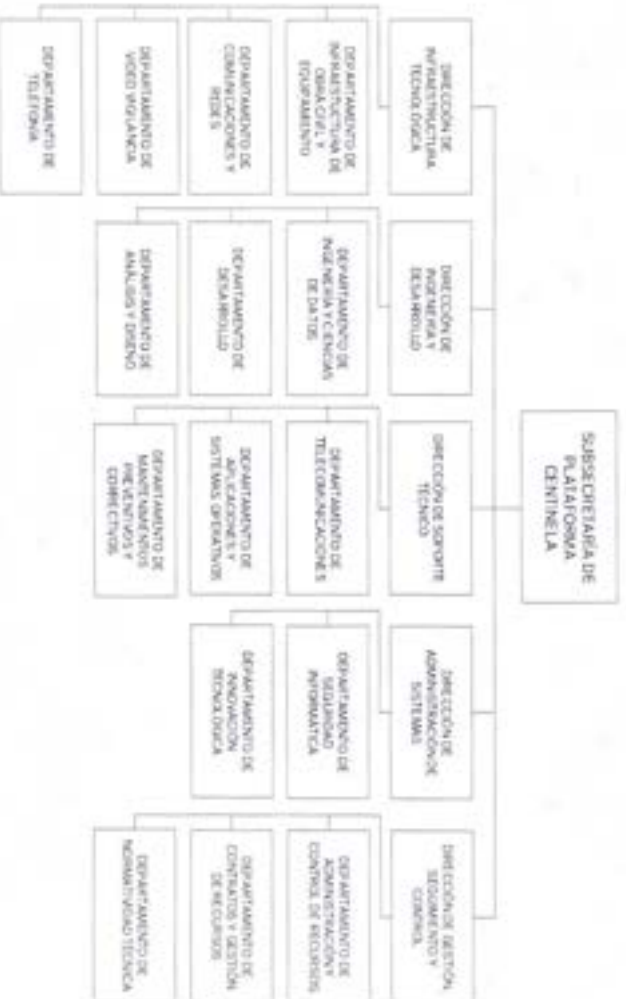 SUBSECRETARÍA DE
PLATAFORMA
CENTINELA
DIRECCIÓN DE
INFRAESTRUCTURA
TECNOLÓGICA
DEPARTAMENTO DE
INFRAESTUCTURA DE
OBRA CIVIL Y
EQUIPAMENTO
DEPARTAMENTO DE
COMUNICACIONES Y
REDES
DEPARTAMENTO DE
VIDEO VIGILANCIA
DEPARTAMENTO DE
TELEFONÍA
DIRECCIÓN DE
INGENIERÍA Y
DESARROLLO
DEPARTAMENTO DE
INGENIERÍA Y CIENCIAS
DE DATOS
DEPARTAMENTO DE
DESARROLLO
DEPARTAMENTO DE
ANÁLISIS Y DISEÑO
DIRECCIÓN DE SOPORTE
TÉCNICO
DEPARTAMENTO DE
TELECOMUNICACIONES
DEPARTAMENTO DE
APLICACIONES Y
SISTEMAS OPERATIVOS
DEPARTAMENTO DE
MANTENIMIENTOS
PREVENTIVOS Y
CORRECTIVOS
DIRECCIÓN DE
ADMINISTRACIÓN DE
SISTEMAS
DEPARTAMENTO DE
SEGURIDAD
INFORMÁTICA
DEPARTAMENTO DE
INNOVACIÓN
TECNOLÓGICA
DIRECCIÓN DE GESTIÓN,
SEGUIMIENTO Y
CONTROL
DEPARTAMENTO DE
ADMINISTRACIÓN Y
CONTROL DE RECURSOS
DEPARTAMENTO DE
CONTRATOS Y GESTIÓN
DE RECURSOS
DEPARTAMENTO DE
NORMATIVIDAD TÉCNICA